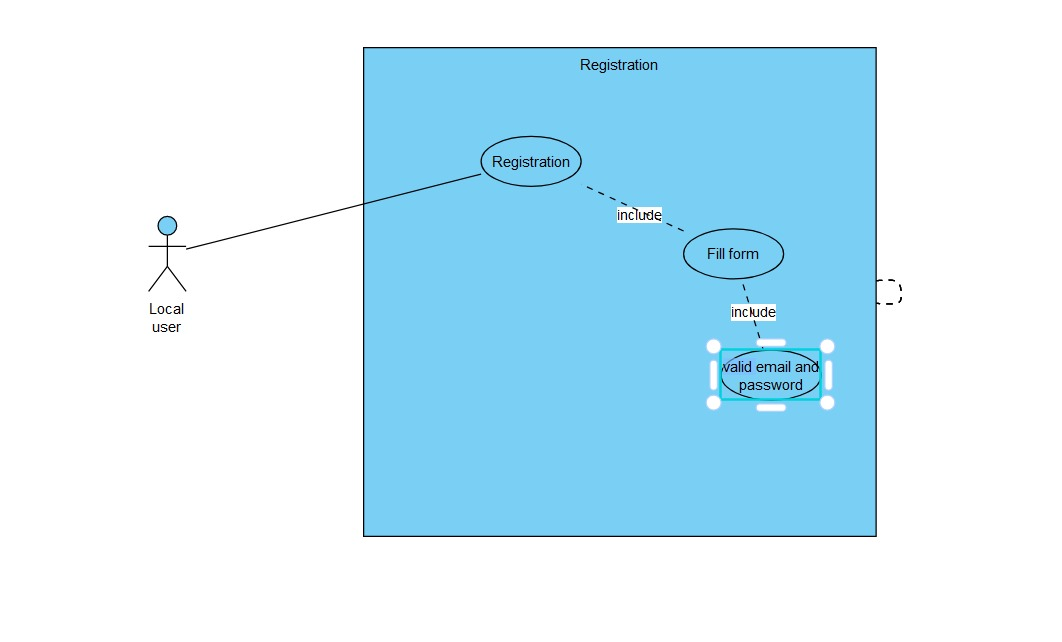 Registration
Registration
include
Fill form
Local
user
include
valid email and
password